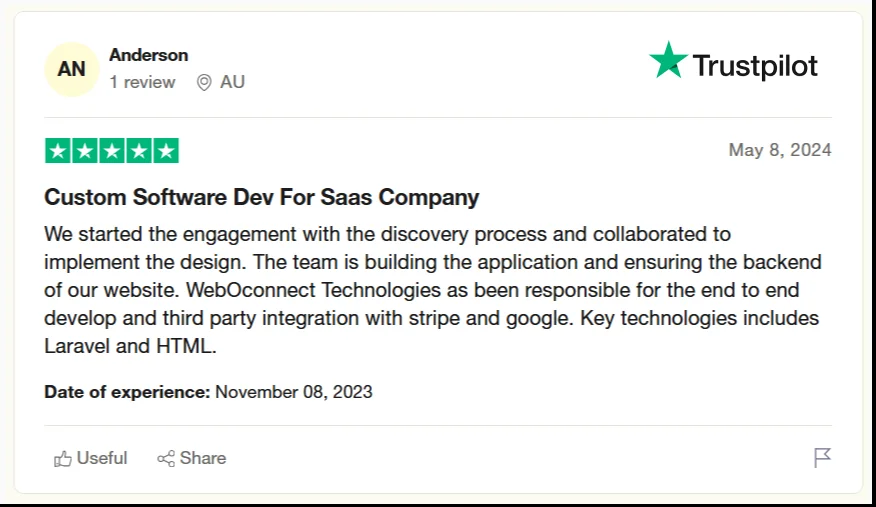 AN
Anderson
1 review AU
Trustpilot
May 8, 2024
Custom Software Dev For Saas Company
We started the engagement with the discovery process and collaborated to
implement the design. The team is building the application and ensuring the backend
of our website. WebOconnect Technologies as been responsible for the end to end
develop and third party integration with stripe and google. Key technologies includes
Laravel and HTML.
Date of experience: November 08, 2023
Useful Share